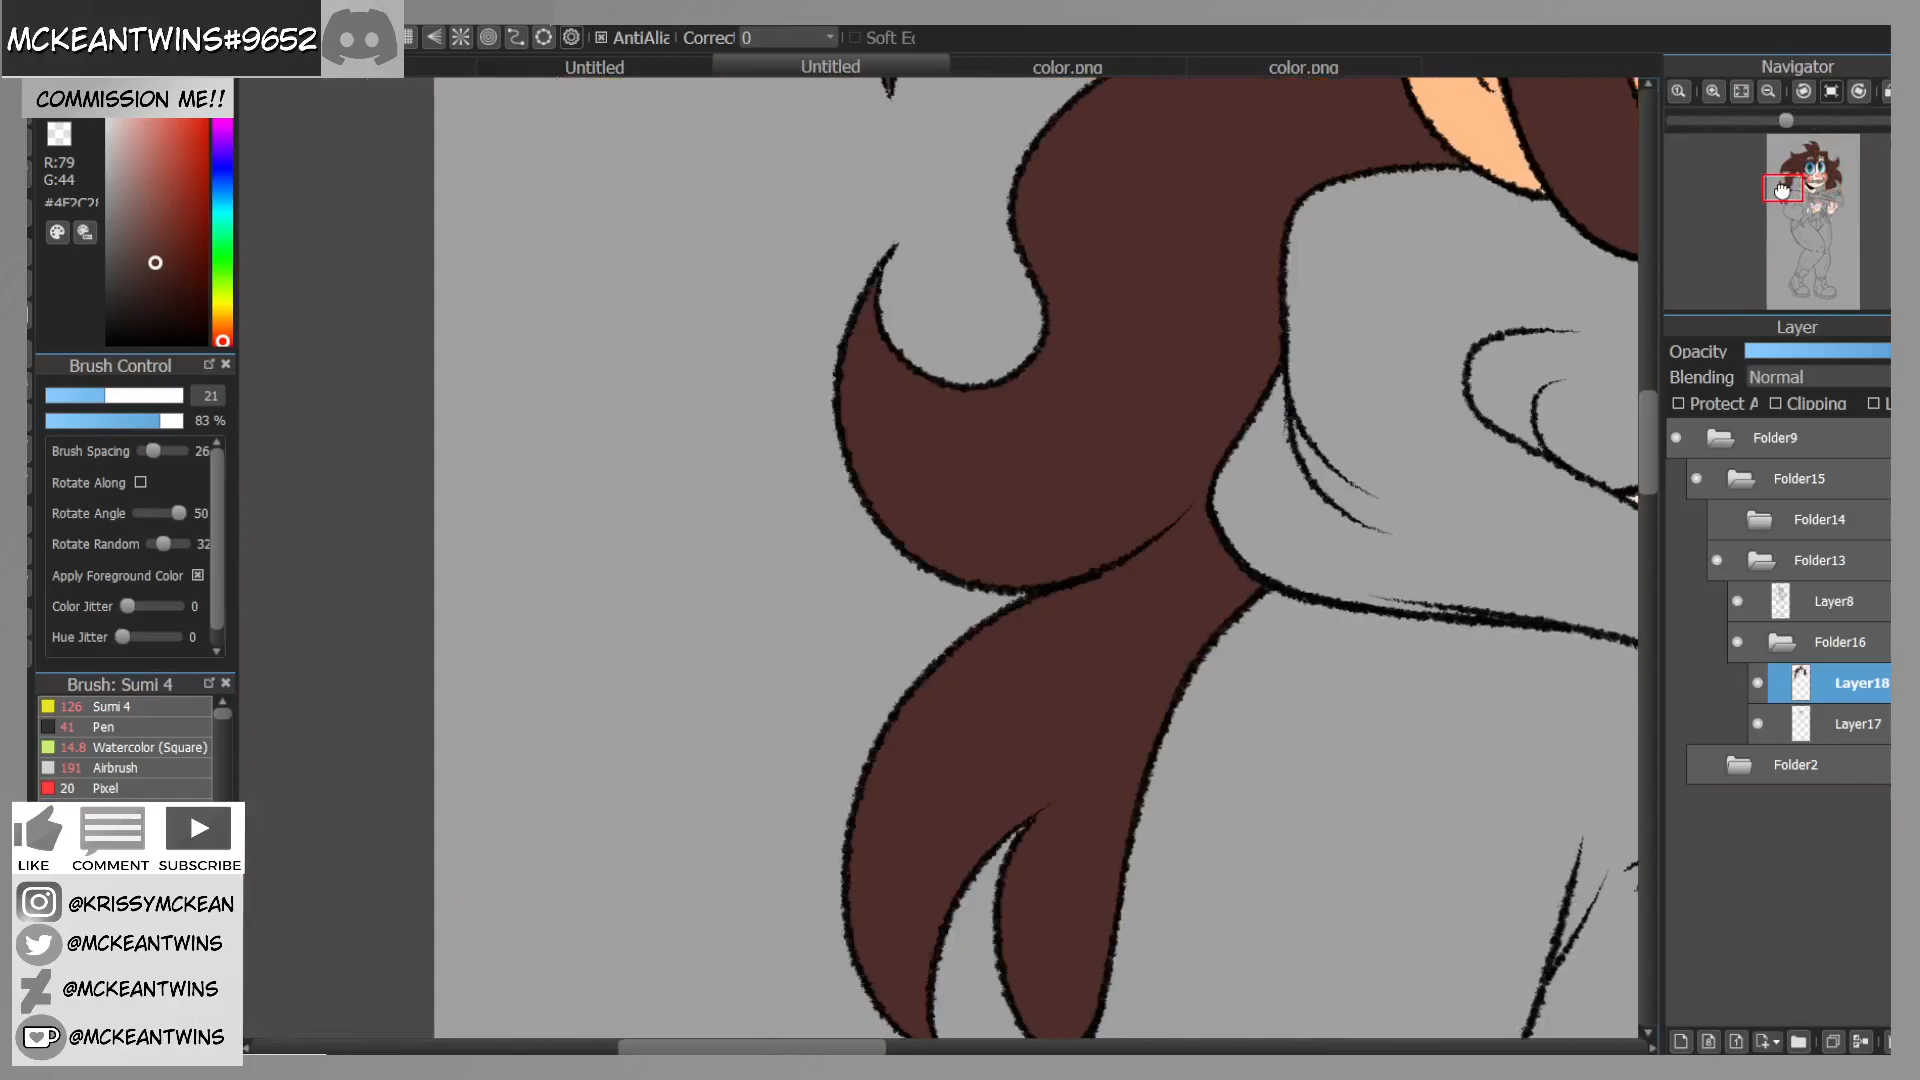 MCKEANTWINS#9652
COMMISSION ME!!
AntiAlia
Correct 0
Soft Ec
Untitled
Untitled
color.png
color.png
Navigator
R:79
G:44
#4F2C2
Brush Control
21
83 %
Brush Spacing 26
Rotate Along
Rotate Angle 50
Rotate Random 32
Apply Foreground Color
Color Jitter 0
Hue Jitter 0
Brush: Sumi 4
126 Sumi 4
41 Pen
14.8 Watercolor (Square)
191 Airbrush
20 Pixel
LIKE
COMMENT
SUBSCRIBE
@KRISSYMCKEAN
@MCKEANTWINS
@MCKEANTWINS
@MCKEANTWINS
Layer
Opacity
Blending Normal
Protect A
Clipping
L
Folder9
Folder15
Folder14
Folder13
Layer8
Folder16
Layer18
Layer17
Folder2